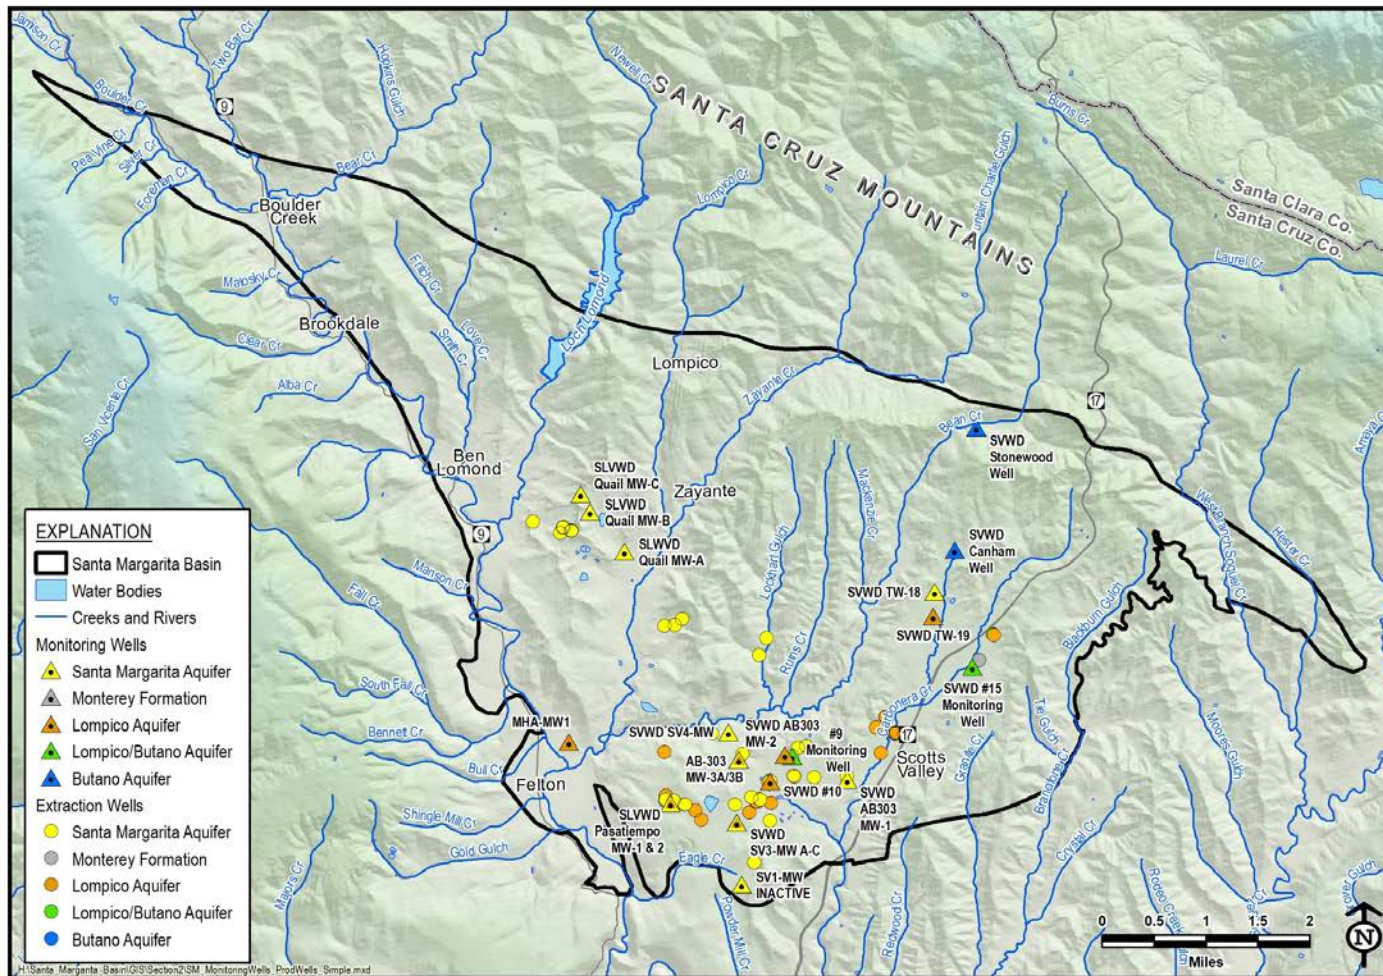 Jamison Cr
Two Bar Cr
Hopkins Gulch
Newell Cr
SANTA CRUZ MOUNTAINS
Burns Cr
Boulder Cr
9
Pea Vine Cr
Silver Cr
Foreman Cr
Bear Cr
Lompico Cr
untain Charlie Gulch
Santa Clara Co.
Santa Cruz Co.
Boulder
Creek
Laurel Cr
Fritch Cr
Malosky Cr
Loch Lomond
Brookdale
Love Cr
Smith Cr
Clear Cr
Lompico
Zayante Cr
Alba Cr
San Vicente Cr
17
Bean Cr
Amaya C
SVWD
Stonewood
Well
Ben
Lomond
SLVWD
Quail MW-C
Zayante
SLVWD
Quail MW-B
Mackenzie Cr
West Branch Soquel Cr
Hester Cr
9
SLWVD
Quail MW-A
Lockhart Gulch
SVWD
Canham
Well
Manson Cr
Fall Cr
SVWD TW-18
SVWD TW-19
Blackburn Gulch
Ruins Cr
South Fall Cr
SVWD #15
Monitoring
Well
Carbonera Cr
Tie Gulch
Bennett Cr
MHA-MW1
SVWD SV4-MW
SVWD AB303
MW-2
#9
Monitoring
Well
17
Scotts
Valley
Granite Cr
Moores Gulch
Bull Cr
AB-303
MW-3A/3B
Branciforte Cr
Felton
SVWD #10
SVWD
AB303
MW-1
Shingle Mill Cr
SLVWD
Pasatiempo
MW-1 & 2
SVWD
SV3-MW A-C
Crystal Cr
Gold Gulch
Eagle Cr
SV1-MW
INACTIVE
Majors Cr
Powder Mill Cr
Redwood Cr
Rodeo Creek
EXPLANATION
Santa Margarita Basin
Water Bodies
Creeks and Rivers
Monitoring Wells
Santa Margarita Aquifer
Monterey Formation
Lompico Aquifer
Lompico/Butano Aquifer
Butano Aquifer
Extraction Wells
Santa Margarita Aquifer
Monterey Formation
Lompico Aquifer
Lompico/Butano Aquifer
Butano Aquifer
0 0.5 1 1.5 2
Miles
N
H:\Santa_Margarita_Basin\GIS\Section2\SM_MonitoringWells_ProdWells_Simple.mxd